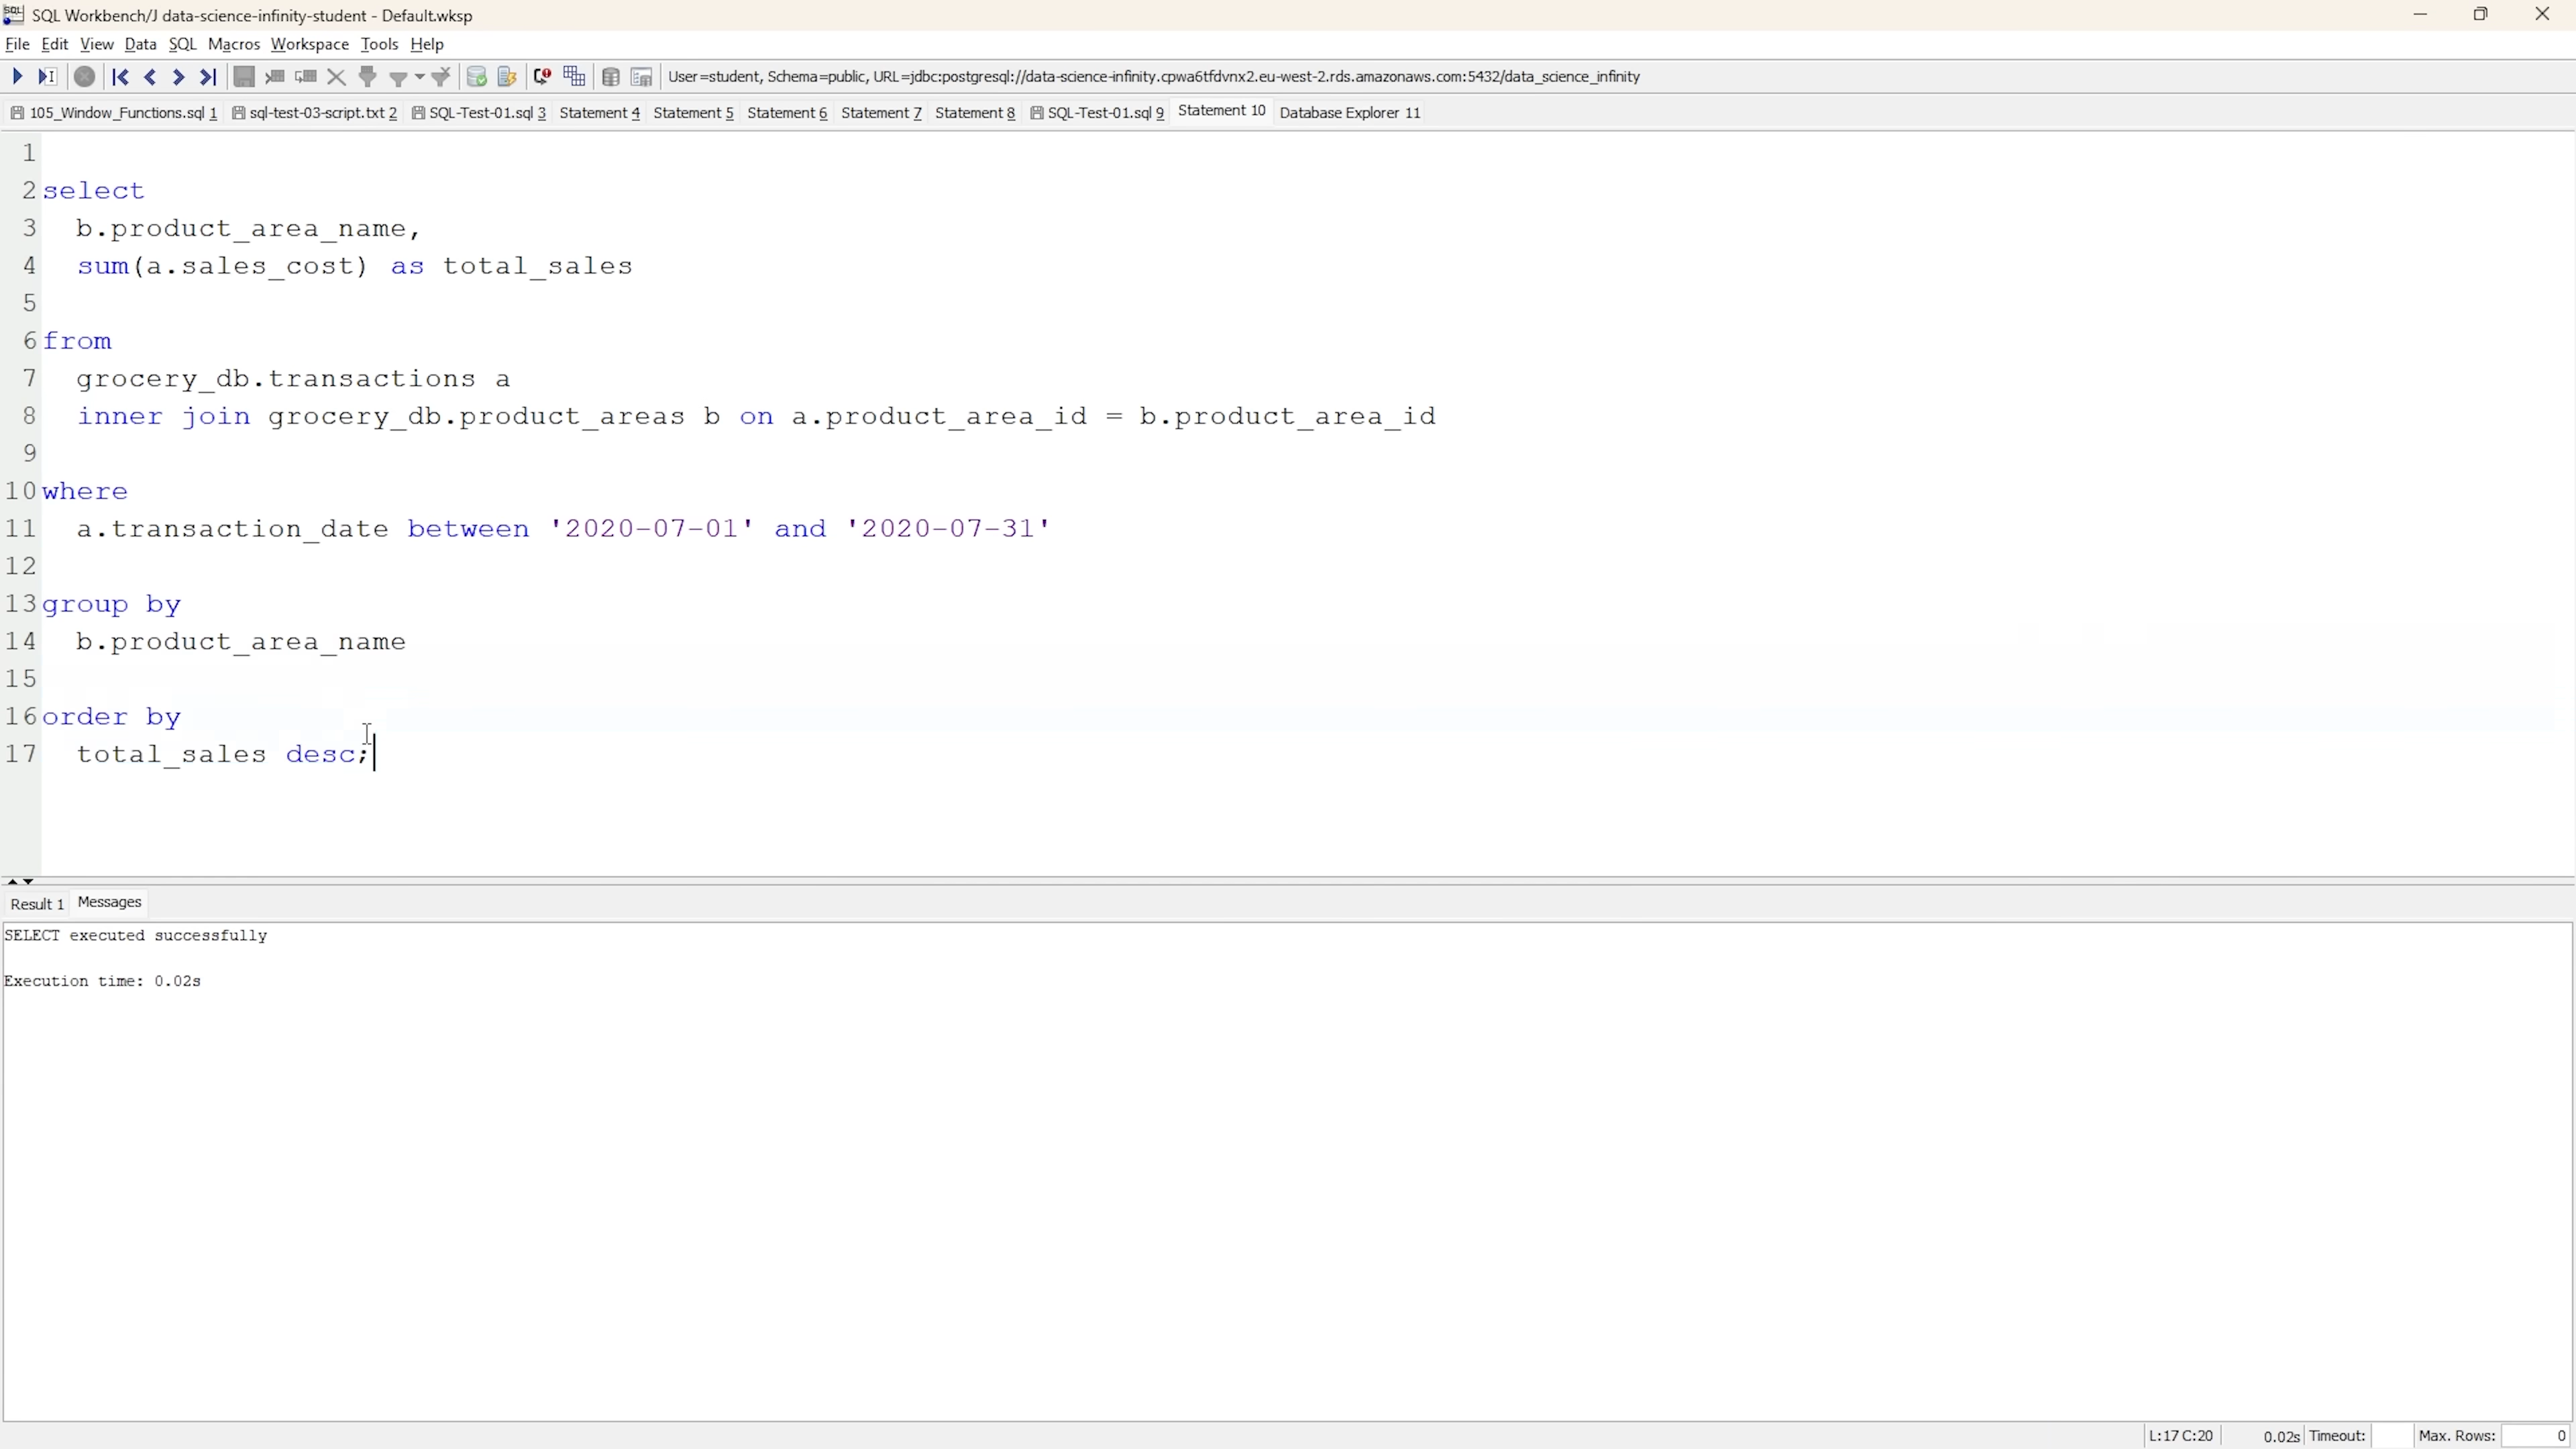 SQL Workbench/J data-science-infinity-student - Default.wksp
File Edit View Data SQL Macros Workspace Tools Help
User=student, Schema=public, URL=jdbc:postgresql://data-science-infinity.cpwa6tfdvnx2.eu-west-2.rds.amazonaws.com:5432/data_science_infinity
105_Window_Functions.sql 1 sql-test-03-script.txt 2 SQL-Test-01.sql 3 Statement 4 Statement 5 Statement 6 Statement 7 Statement 8 SQL-Test-01.sql 9 Statement 10 Database Explorer 11
1
2 select
3 b.product_area_name,
4 sum(a.sales_cost) as total_sales
5
6 from
7 grocery_db.transactions a
8 inner join grocery_db.product_areas b on a.product_area_id = b.product_area_id
9
10 where
11 a.transaction_date between '2020-07-01' and '2020-07-31'
12
13 group by
14 b.product_area_name
15
16 order by
17 total_sales desc;
Result 1 Messages
SELECT executed successfully
Execution time: 0.02s
L:17 C:20 0.02s Timeout: Max. Rows: 0